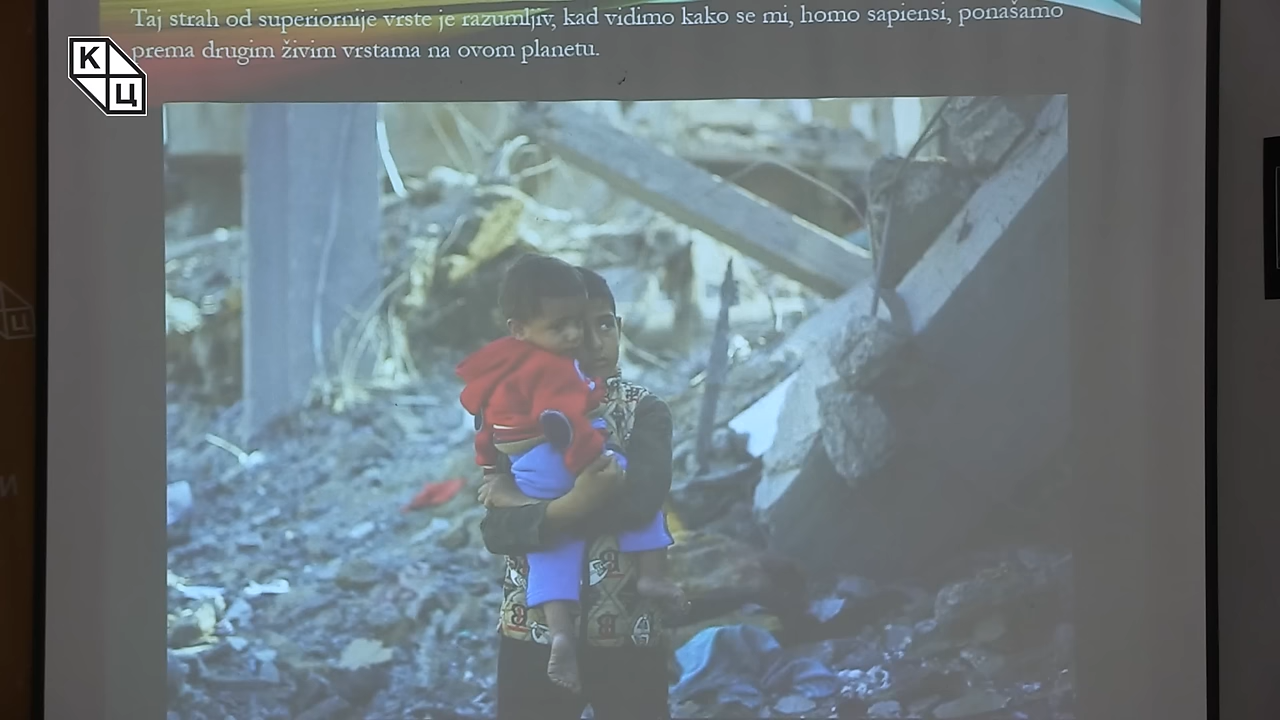 Taj strah od superiornije vrste je razumljiv, kad vidimo kako se mi, homo sapiensi, ponašamo
prema drugim živim vrstama na ovom planetu.
КЦ